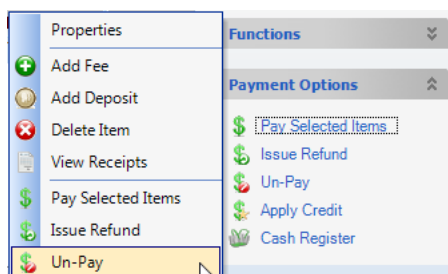 Properties
Add Fee
Add Deposit
Delete Item
View Receipts
Pay Selected Items
Issue Refund
Un-Pay
Functions
Payment Options
Pay Selected Items
Issue Refund
Un-Pay
Apply Credit
Cash Register